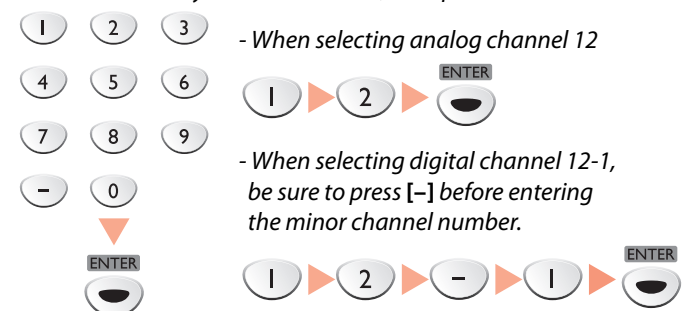 1 2 3
4 5 6
7 8 9
– 0
ENTER
- When selecting analog channel 12
ENTER
1 2
- When selecting digital channel 12-1,
be sure to press [–] before entering
the minor channel number.
ENTER
1 2 – 1